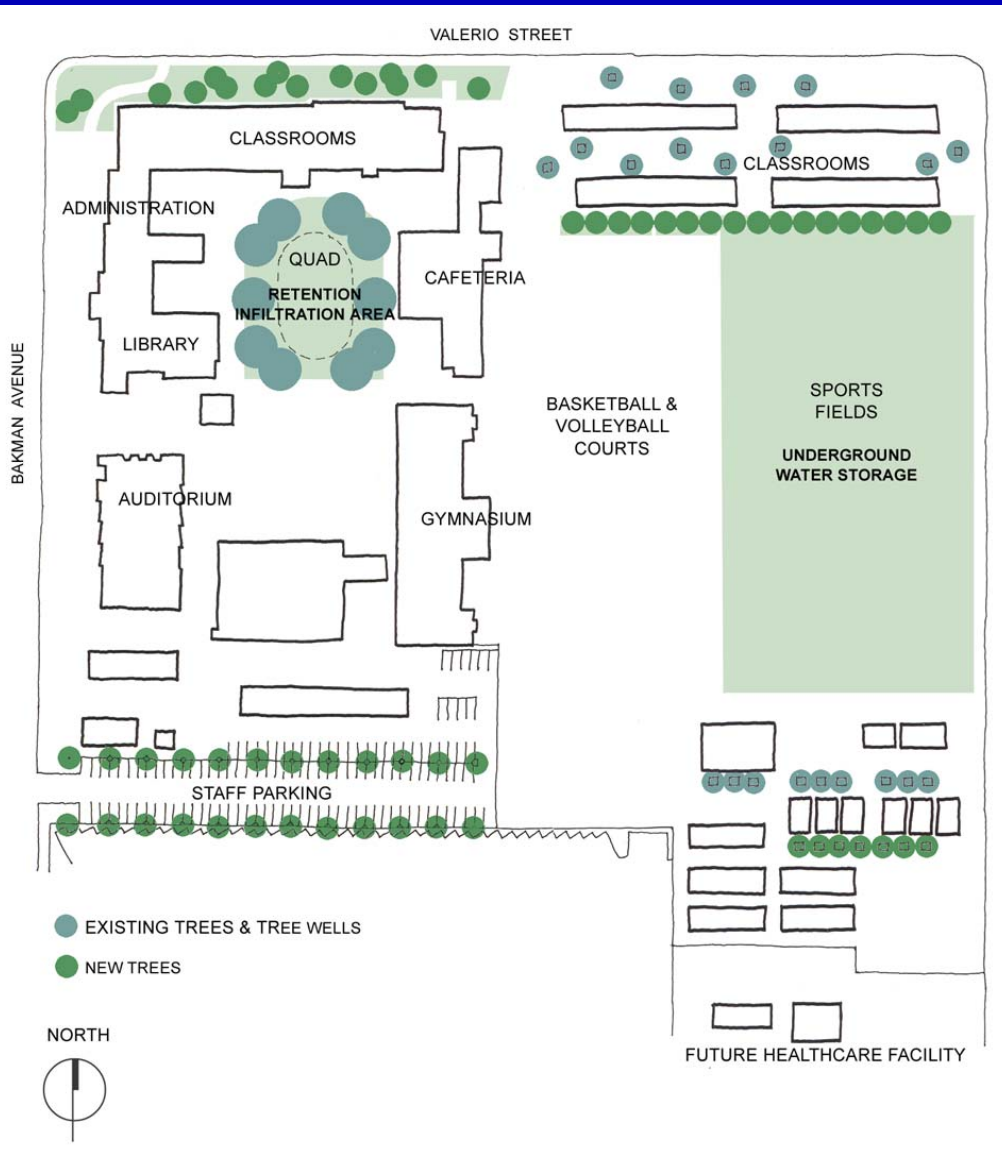 VALERIO STREET
CLASSROOMS
CLASSROOMS
ADMINISTRATION
QUAD
RETENTION
INFILTRATION AREA
CAFETERIA
LIBRARY
BAKMAN AVENUE
BASKETBALL &
VOLLEYBALL
COURTS
SPORTS
FIELDS
UNDERGROUND
WATER STORAGE
AUDITORIUM
GYMNASIUM
STAFF PARKING
EXISTING TREES & TREE WELLS
NEW TREES
NORTH
FUTURE HEALTHCARE FACILITY